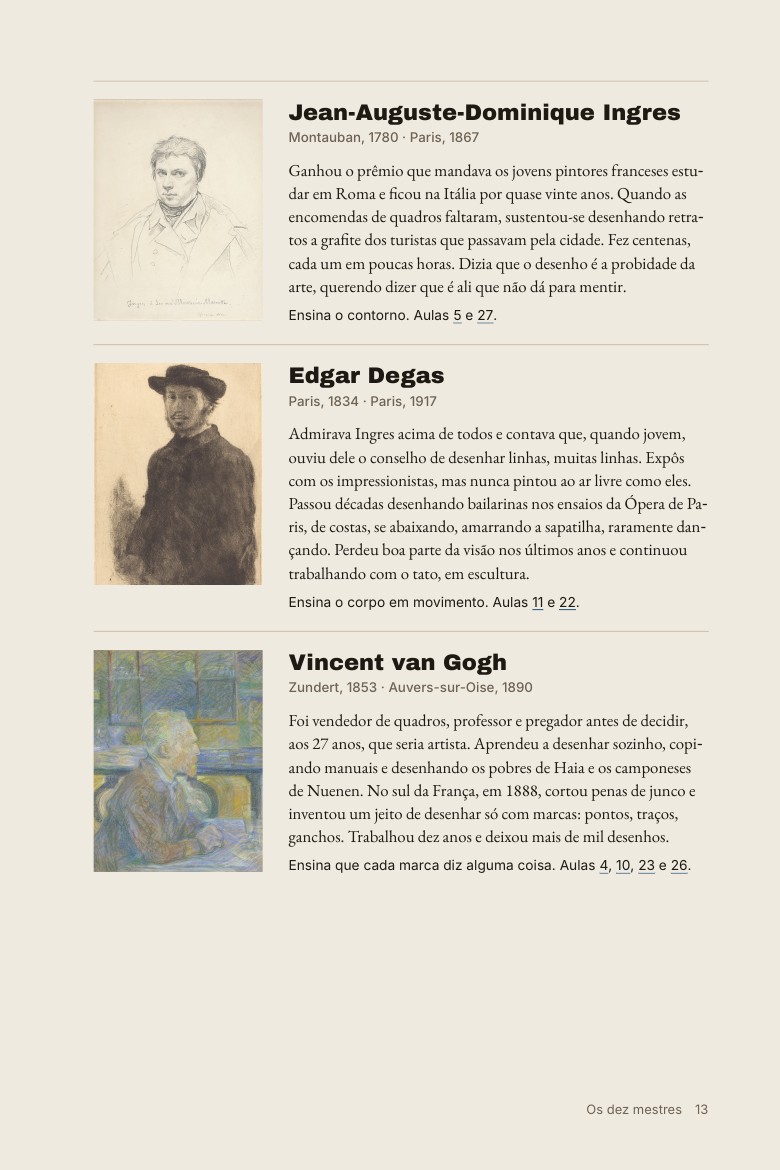 Jean-Auguste-Dominique Ingres
Montauban, 1780 · Paris, 1867
Ganhou o prêmio que mandava os jovens pintores franceses estu-
dar em Roma e ficou na Itália por quase vinte anos. Quando as
encomendas de quadros faltaram, sustentou-se desenhando retra-
tos a grafite dos turistas que passavam pela cidade. Fez centenas,
cada um em poucas horas. Dizia que o desenho é a probidade da
arte, querendo dizer que é ali que não dá para mentir.
Ensina o contorno. Aulas 5 e 27.
Edgar Degas
Paris, 1834 · Paris, 1917
Admirava Ingres acima de todos e contava que, quando jovem,
ouviu dele o conselho de desenhar linhas, muitas linhas. Expôs
com os impressionistas, mas nunca pintou ao ar livre como eles.
Passou décadas desenhando bailarinas nos ensaios da Ópera de Pa-
ris, de costas, se abaixando, amarrando a sapatilha, raramente dan-
çando. Perdeu boa parte da visão nos últimos anos e continuou
trabalhando com o tato, em escultura.
Ensina o corpo em movimento. Aulas 11 e 22.
Vincent van Gogh
Zundert, 1853 · Auvers-sur-Oise, 1890
Foi vendedor de quadros, professor e pregador antes de decidir,
aos 27 anos, que seria artista. Aprendeu a desenhar sozinho, copi-
ando manuais e desenhando os pobres de Haia e os camponeses
de Nuenen. No sul da França, em 1888, cortou penas de junco e
inventou um jeito de desenhar só com marcas: pontos, traços,
ganchos. Trabalhou dez anos e deixou mais de mil desenhos.
Ensina que cada marca diz alguma coisa. Aulas 4, 10, 23 e 26.
Os dez mestres 13